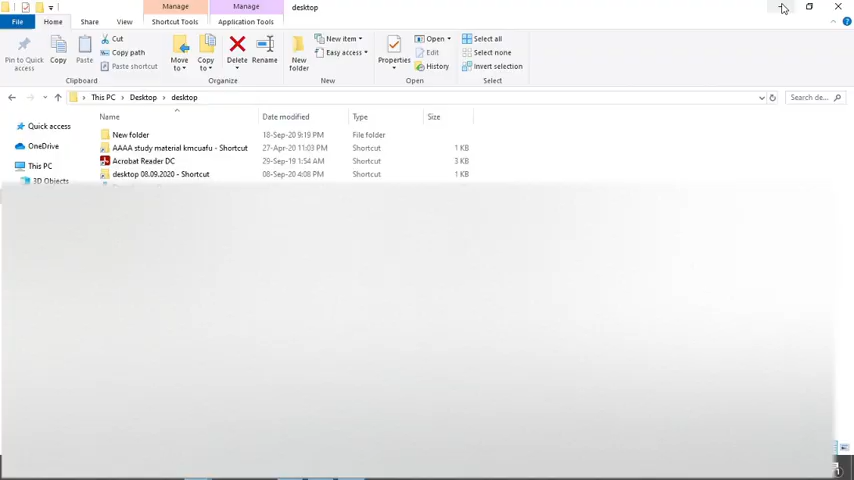 Manage Manage desktop
File Home Share View Shortcut Tools Application Tools
Pin to Quick access
Copy
Paste
Cut
Copy path
Paste shortcut
Clipboard
Move to
Copy to
Delete
Rename
Organize
New folder
New item
Easy access
New
Properties
Open
Edit
History
Open
Select all
Select none
Invert selection
Select
This PC Desktop desktop
Search de...
Name Date modified Type Size
New folder 18-Sep-20 9:19 PM File folder
AAAA study material kmcuafu - Shortcut 27-Apr-20 11:03 PM Shortcut 1 KB
Acrobat Reader DC 29-Sep-19 1:54 AM Shortcut 3 KB
desktop 08.09.2020 - Shortcut 08-Sep-20 4:08 PM Shortcut 1 KB
Quick access
OneDrive
This PC
3D Objects